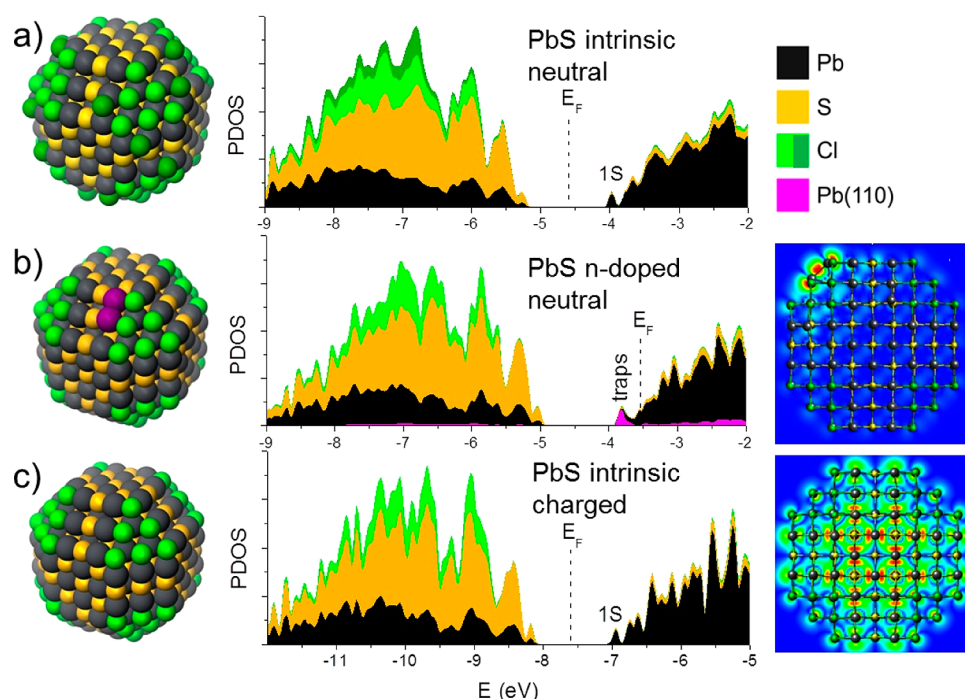 a)
PbS intrinsic
neutral
E_F
1S
PDOS
-9 -8 -7 -6 -5 -4 -3 -2
Pb
S
Cl
Pb(110)
b)
PbS n-doped
neutral
E_F
traps
PDOS
-9 -8 -7 -6 -5 -4 -3 -2
c)
PbS intrinsic
charged
E_F
1S
PDOS
-11 -10 -9 -8 -7 -6 -5
E (eV)